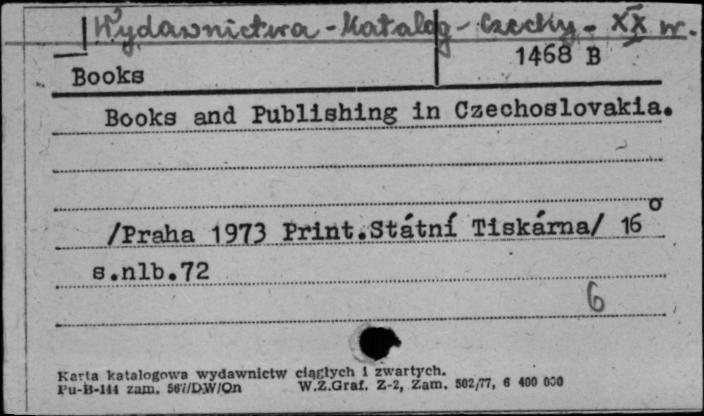 Wydawnictwa - Katalog - Czechy - XX w.
1468 B
Books
Books and Publishing in Czechoslovakia.
/Praha 1973 Print.Státní Tiskárna/ 16°
s.nlb.72
6
Karta katalogowa wydawnictw ciągłych i zwartych.
Pu-B-144 zam. 567/DW/On W.Z.Graf. Z-2, Zam. 502/77, 6 400 000